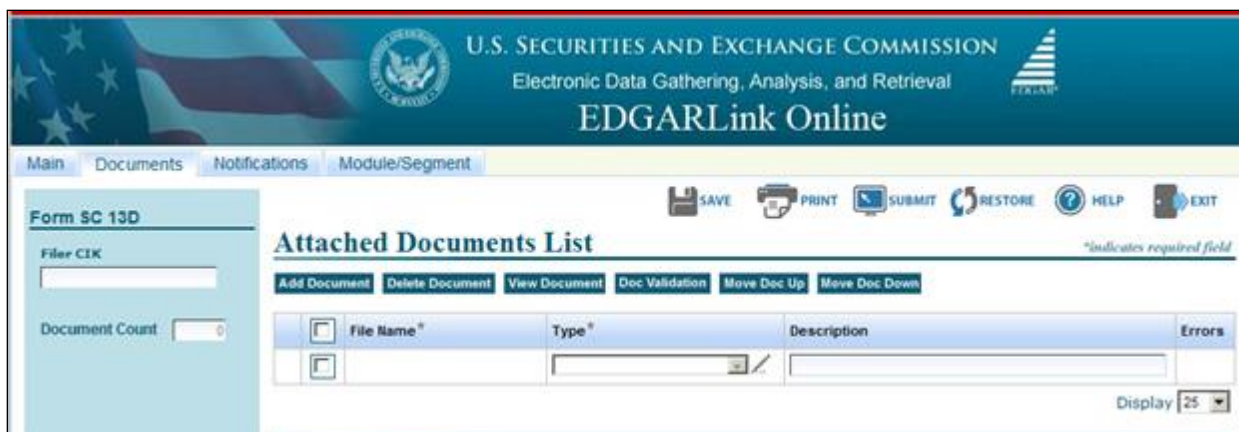 U.S. SECURITIES AND EXCHANGE COMMISSION
Electronic Data Gathering, Analysis, and Retrieval
EDGAR®
EDGARLink Online
Main Documents Notifications Module/Segment
SAVE PRINT SUBMIT RESTORE HELP EXIT
Form SC 13D
Attached Documents List
*indicates required field
Filer CIK
Add Document Delete Document View Document Doc Validation Move Doc Up Move Doc Down
Document Count 0
File Name* Type* Description Errors
Display 25